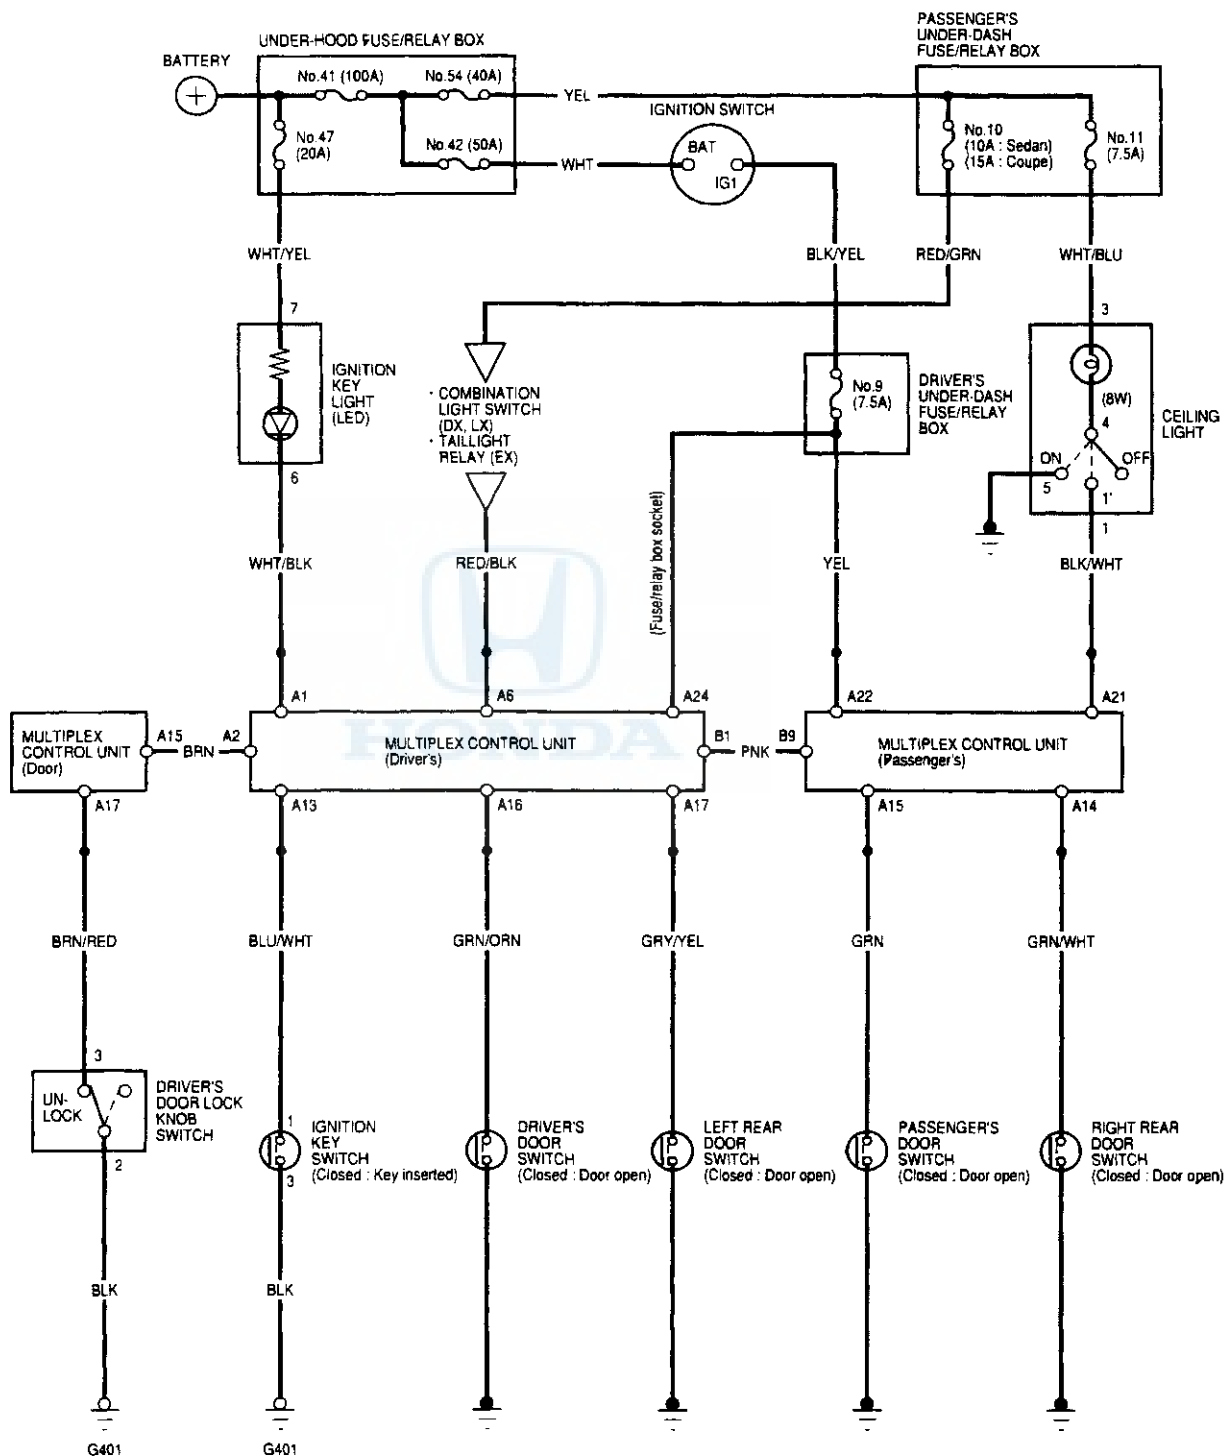 PASSENGER'S
UNDER-DASH
FUSE/RELAY BOX
UNDER-HOOD FUSE/RELAY BOX
BATTERY
No.41 (100A)
No.54 (40A)
YEL
IGNITION SWITCH
No.47
(20A)
No.42 (50A)
WHT
BAT
IG1
No.10
(10A : Sedan)
(15A : Coupe)
No.11
(7.5A)
WHT/YEL
BLK/YEL
RED/GRN
WHT/BLU
7
3
IGNITION
KEY
LIGHT
(LED)
· COMBINATION
LIGHT SWITCH
(DX, LX)
· TAILLIGHT
RELAY (EX)
No.9
(7.5A)
DRIVER'S
UNDER-DASH
FUSE/RELAY
BOX
(8W)
4
CEILING
LIGHT
ON
OFF
5
1'
6
1
(Fuse/relay box socket)
WHT/BLK
RED/BLK
YEL
BLK/WHT
A1
A6
A24
A22
A21
MULTIPLEX
CONTROL UNIT
(Door)
A15
BRN
A2
MULTIPLEX CONTROL UNIT
(Driver's)
B1
PNK
B9
MULTIPLEX CONTROL UNIT
(Passenger's)
HONDA
A17
A13
A16
A17
A15
A14
BRN/RED
BLU/WHT
GRN/ORN
GRY/YEL
GRN
GRN/WHT
3
UN-
LOCK
DRIVER'S
DOOR LOCK
KNOB
SWITCH
2
1
IGNITION
KEY
SWITCH
(Closed : Key inserted)
3
DRIVER'S
DOOR
SWITCH
(Closed : Door open)
LEFT REAR
DOOR
SWITCH
(Closed : Door open)
PASSENGER'S
DOOR
SWITCH
(Closed : Door open)
RIGHT REAR
DOOR
SWITCH
(Closed : Door open)
BLK
BLK
G401
G401